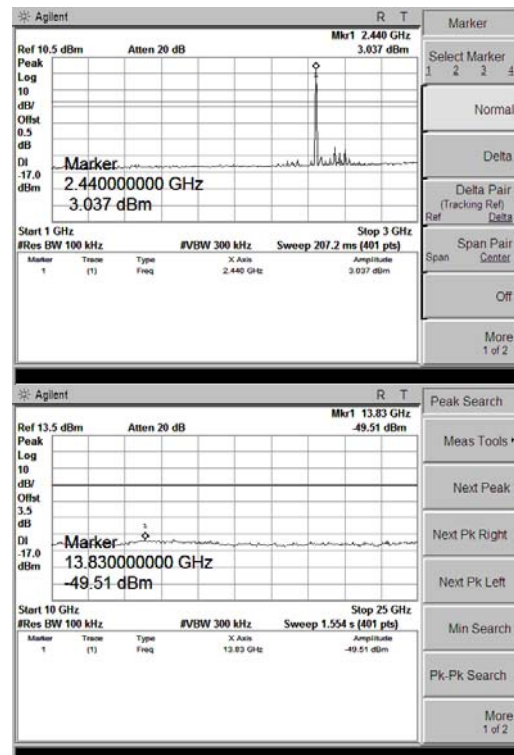 Agilent R T Marker
Mkr1 2.440 GHz
Ref 10.5 dBm Atten 20 dB 3.037 dBm
Peak
Log
10
dB/
Offst
0.5
dB
DI
-17.0
dBm
1
Marker
2.440000000 GHz
3.037 dBm
Start 1 GHz Stop 3 GHz
#Res BW 100 kHz #VBW 300 kHz Sweep 207.2 ms (401 pts)
Marker Trace Type X Axis Amplitude
1 (1) Freq 2.440 GHz 3.037 dBm
Select Marker
1 2 3 4
Normal
Delta
Delta Pair
(Tracking Ref)
Ref Delta
Span Pair
Span Center
Off
More
1 of 2
Agilent R T Peak Search
Mkr1 13.83 GHz
Ref 13.5 dBm Atten 20 dB -49.51 dBm
Peak
Log
10
dB/
Offst
3.5
dB
DI
-17.0
dBm
1
Marker
13.830000000 GHz
-49.51 dBm
Start 10 GHz Stop 25 GHz
#Res BW 100 kHz #VBW 300 kHz Sweep 1.554 s (401 pts)
Marker Trace Type X Axis Amplitude
1 (1) Freq 13.83 GHz -49.51 dBm
Meas Tools
Next Peak
Next Pk Right
Next Pk Left
Min Search
Pk-Pk Search
More
1 of 2